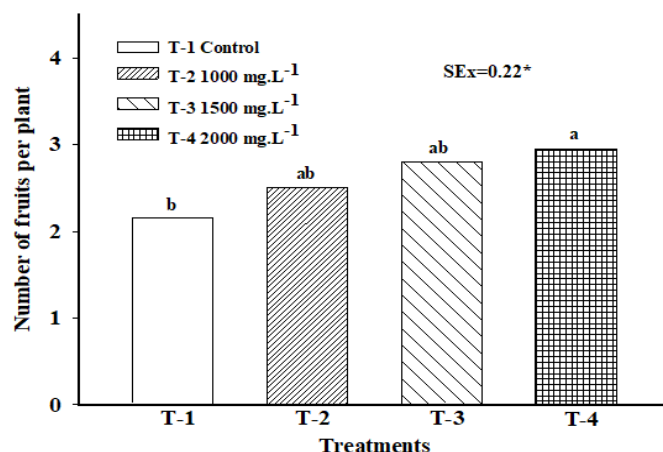 4
3
2
1
0
Number of fruits per plant
T-1 Control
T-2 1000 mg.L⁻¹
T-3 1500 mg.L⁻¹
T-4 2000 mg.L⁻¹
SEx=0.22*
b
ab
ab
a
T-1 T-2 T-3 T-4
Treatments